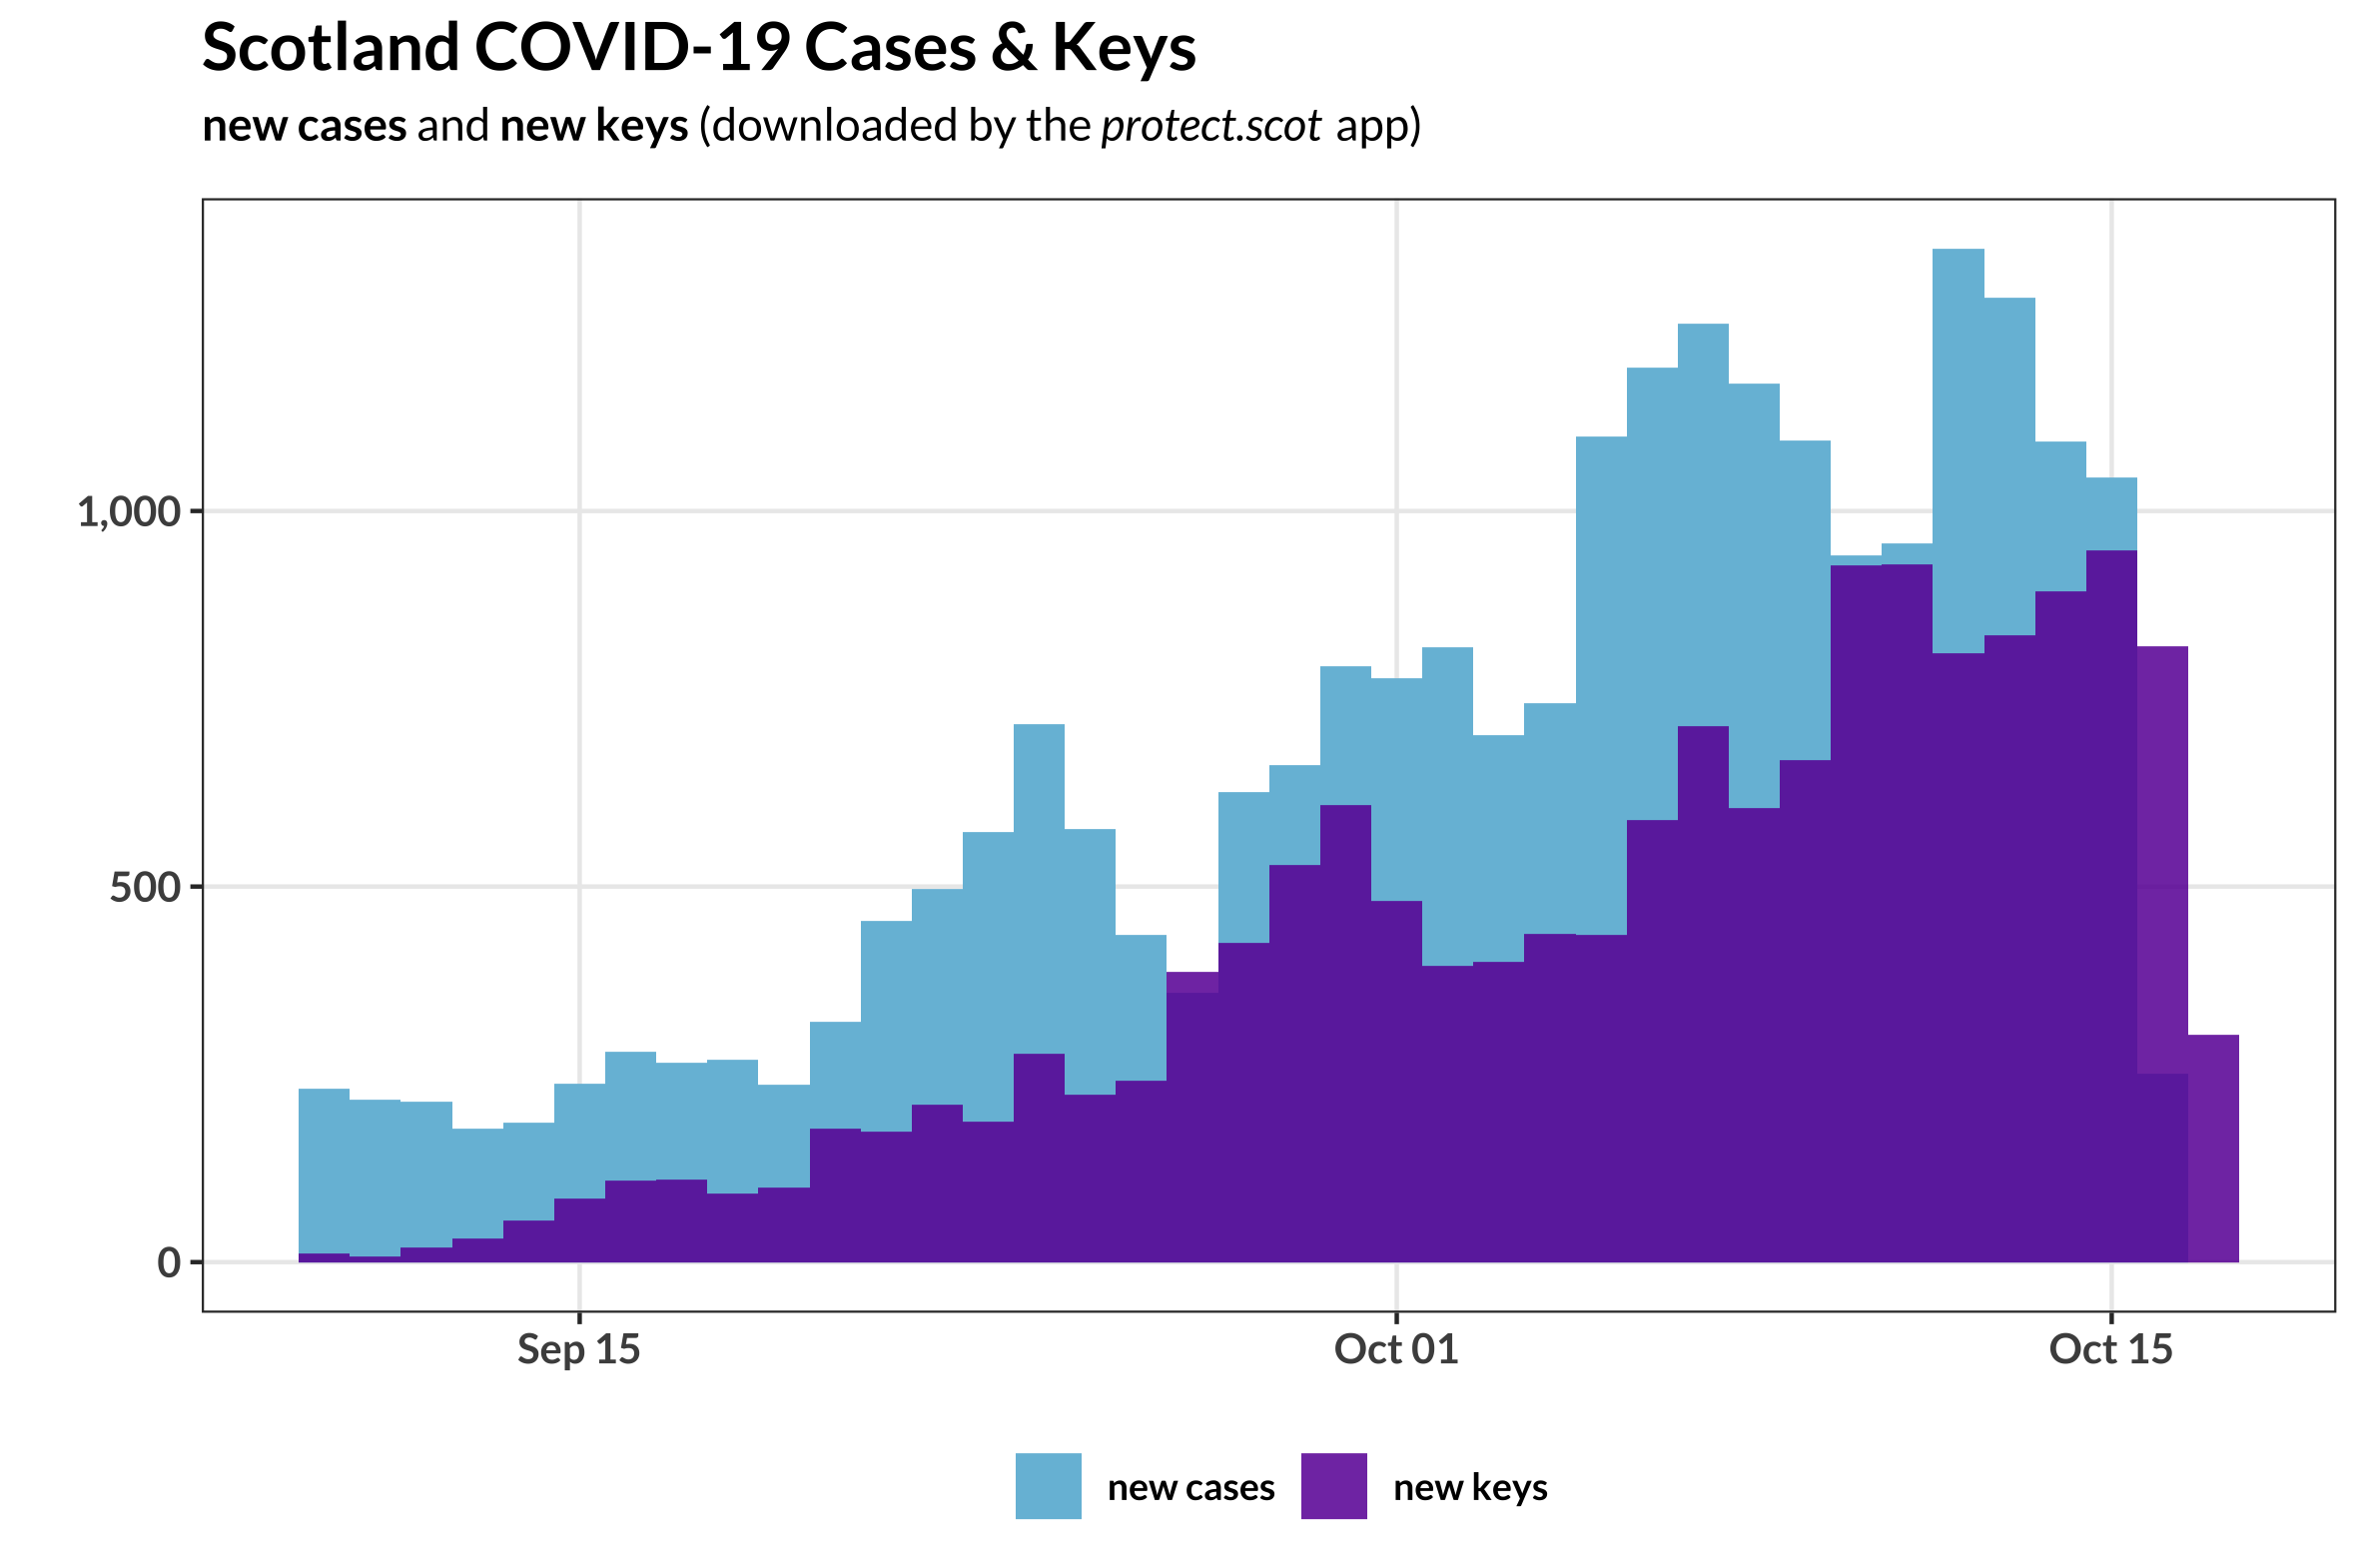 Scotland COVID-19 Cases & Keys
new cases and new keys (downloaded by the protect.scot app)
1,000
500
0
Sep 15 Oct 01 Oct 15
new cases new keys